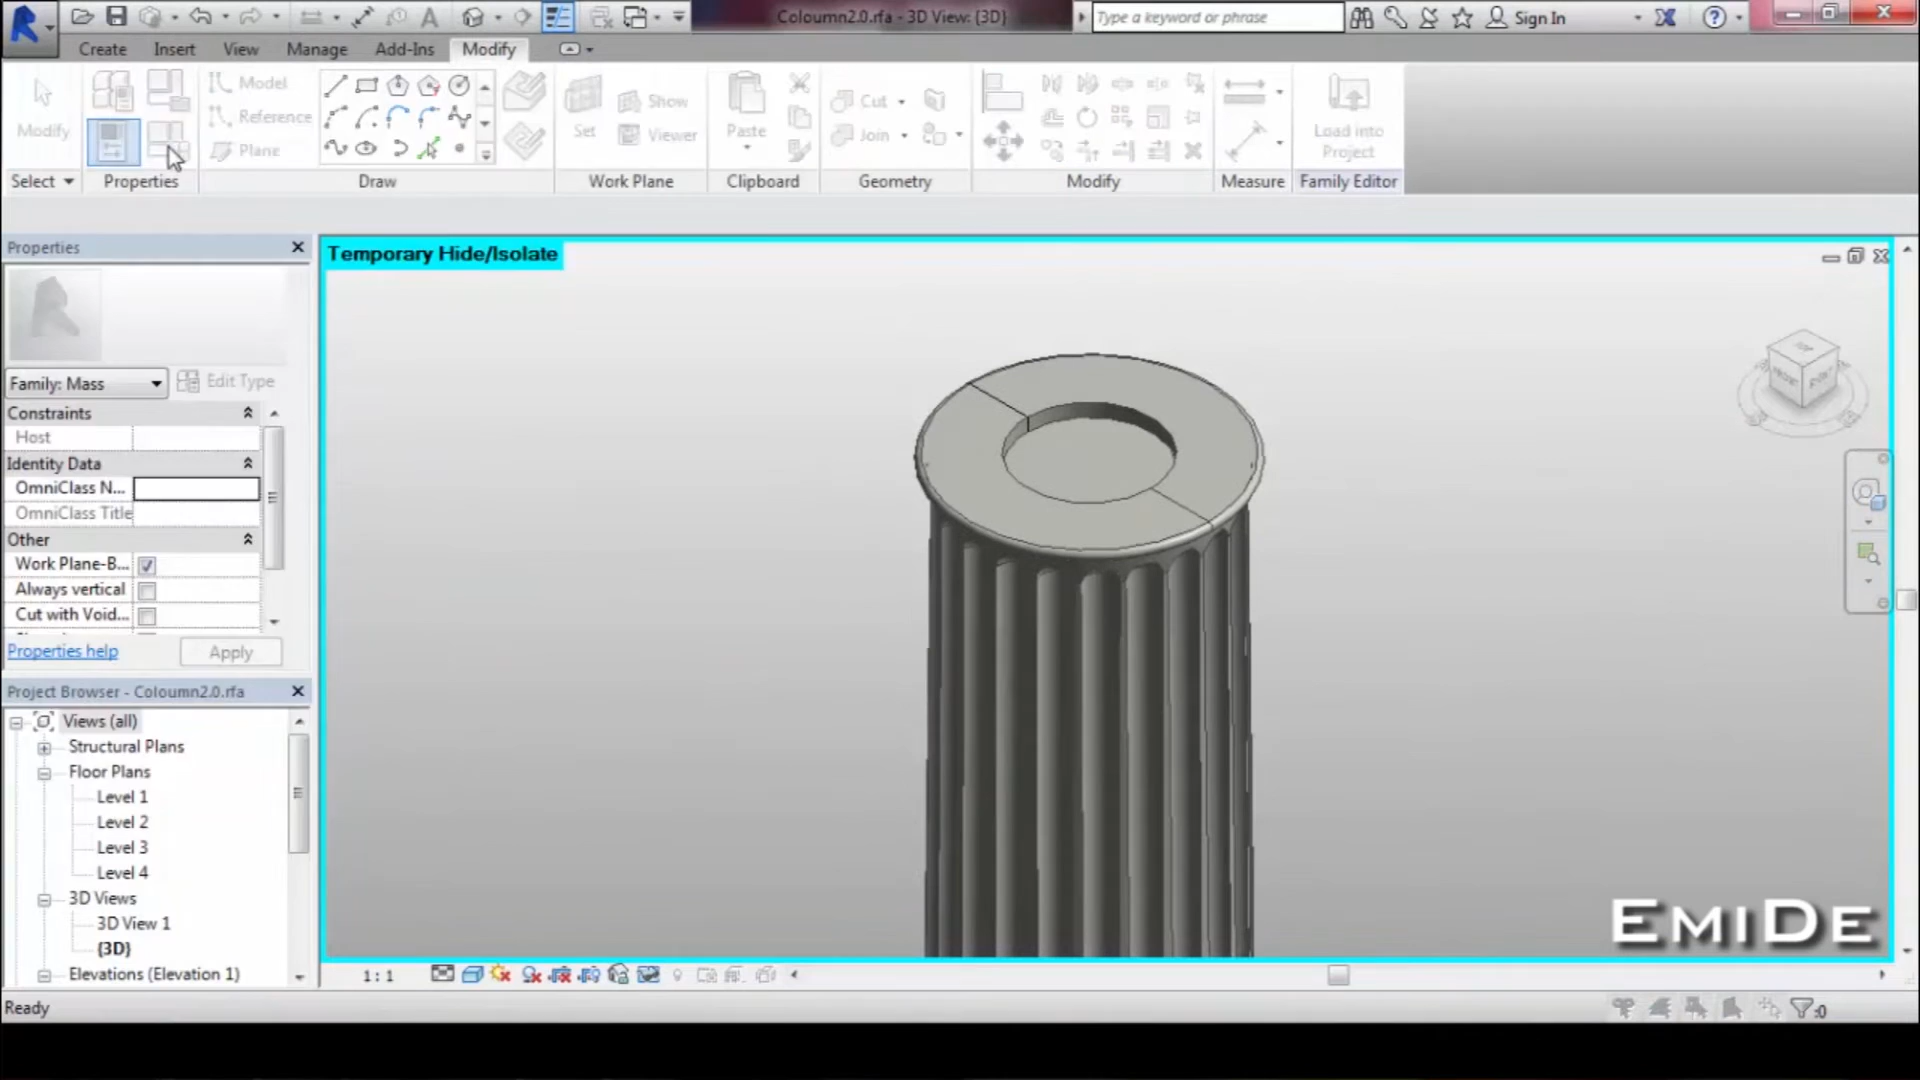 Coloumn2.0.rfa - 3D View: {3D}
Type a keyword or phrase
Sign In
Create
Insert
View
Manage
Add-Ins
Modify
Modify
Model
Reference
Plane
Set
Show
Viewer
Paste
Cut
Join
Load into
Project
Select
Properties
Draw
Work Plane
Clipboard
Geometry
Modify
Measure
Family Editor
Properties
Family: Mass
Edit Type
Constraints
Host
Identity Data
OmniClass N...
OmniClass Title
Other
Work Plane-B...
Always vertical
Cut with Void...
Properties help
Apply
Project Browser - Coloumn2.0.rfa
Views (all)
Structural Plans
Floor Plans
Level 1
Level 2
Level 3
Level 4
3D Views
3D View 1
{3D}
Elevations (Elevation 1)
Temporary Hide/Isolate
TOP
FRONT
RIGHT
EmiDe
1 : 1
Ready
:0